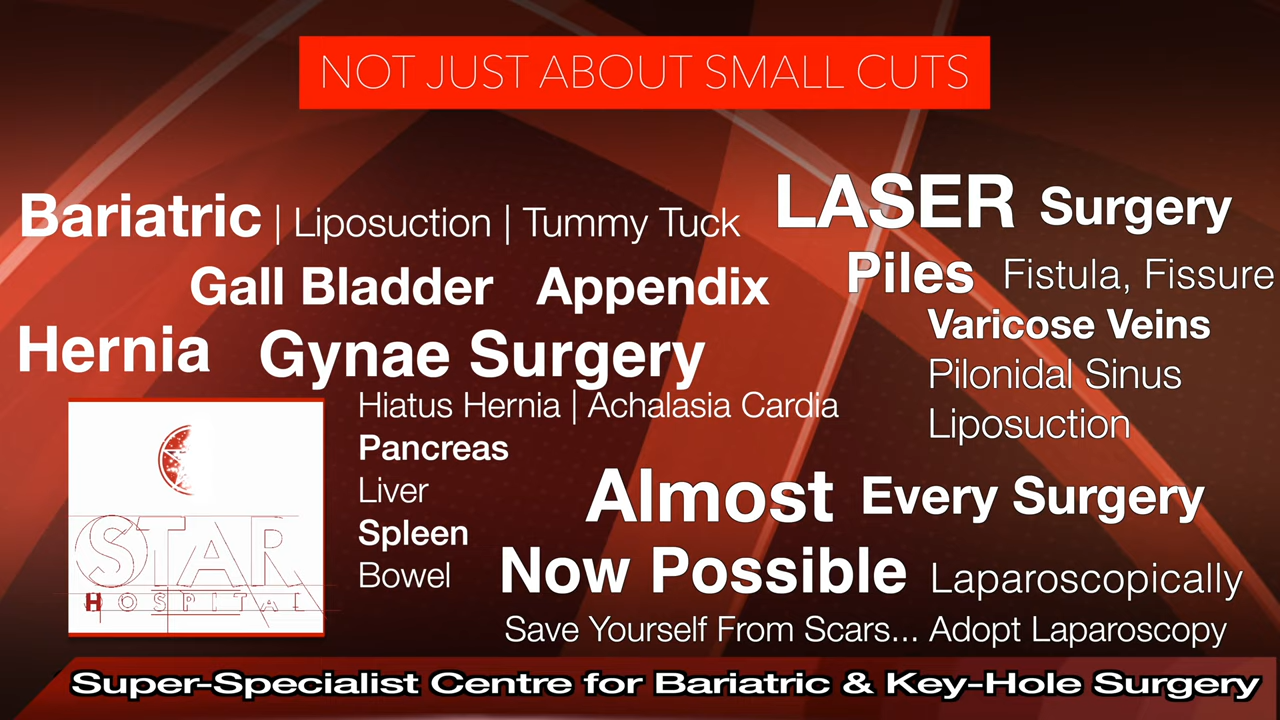 NOT JUST ABOUT SMALL CUTS
Bariatric | Liposuction | Tummy Tuck
Gall Bladder Appendix
Hernia Gynae Surgery
Hiatus Hernia | Achalasia Cardia
Pancreas
Liver
Spleen
Bowel
LASER Surgery
Piles Fistula, Fissure
Varicose Veins
Pilonidal Sinus
Liposuction
Almost Every Surgery
Now Possible Laparoscopically
Save Yourself From Scars... Adopt Laparoscopy
STAR
HOSPITAL
Super-Specialist Centre for Bariatric & Key-Hole Surgery